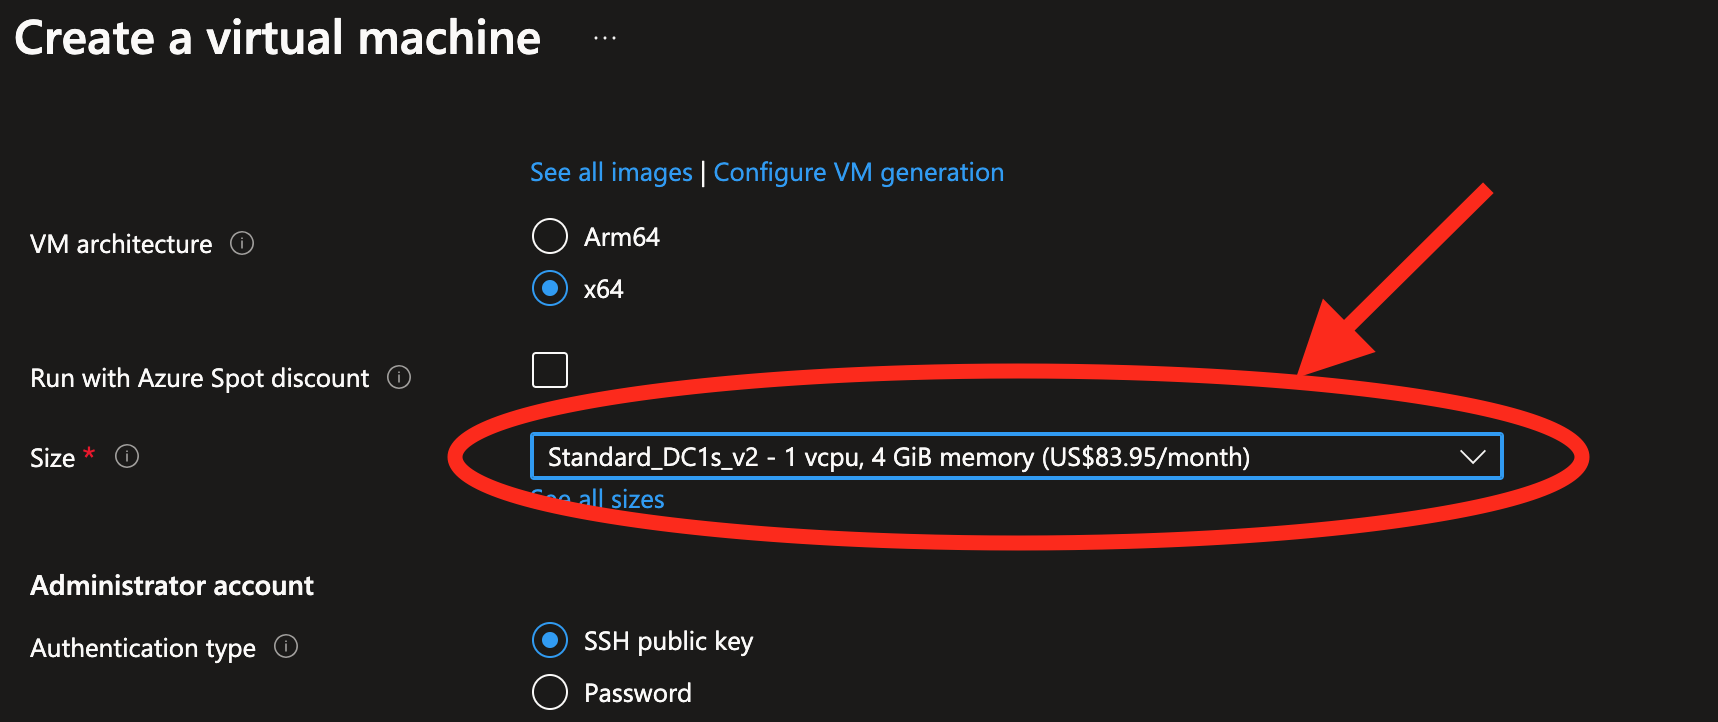 Create a virtual machine ...
See all images | Configure VM generation
VM architecture
Arm64
x64
Run with Azure Spot discount
Size *
Standard_DC1s_v2 - 1 vcpu, 4 GiB memory (US$83.95/month)
See all sizes
Administrator account
Authentication type
SSH public key
Password